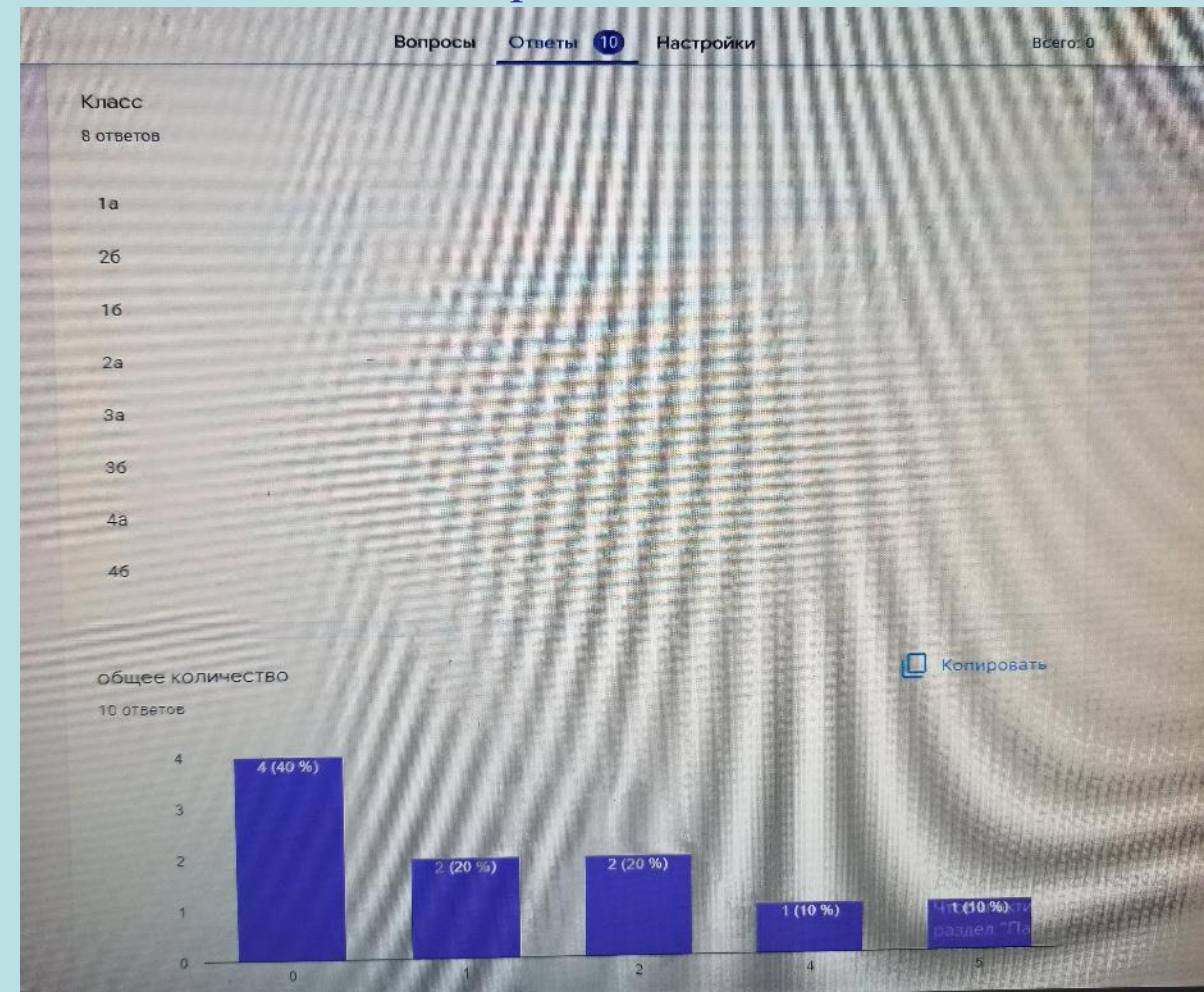 Вопросы Ответы 10 Настройки Всего: 0
Класс
8 ответов
1а
2б
1б
2а
3а
3б
4а
4б
общее количество
Копировать
10 ответов
4
3
2
1
0
4 (40 %)
2 (20 %)
2 (20 %)
1 (10 %)
1 (10 %)
0 1 2 4 5
раздел "Па